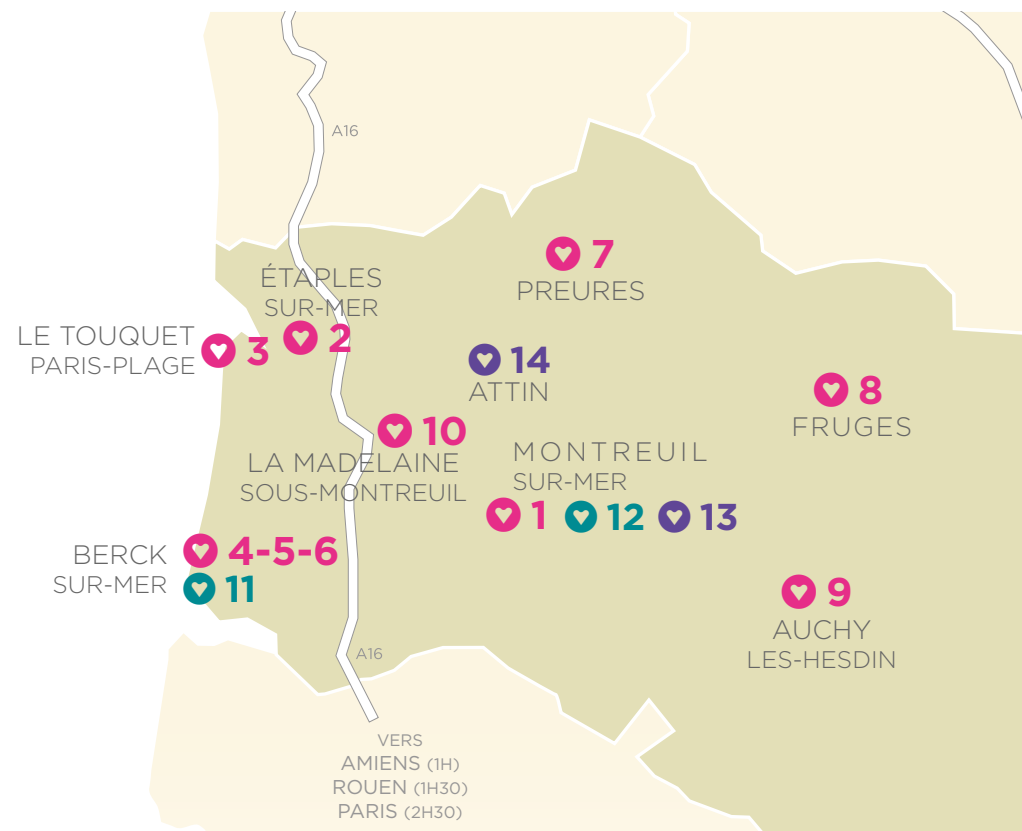 A16
7
PREURES
ÉTAPLES
SUR-MER
2
LE TOUQUET
PARIS-PLAGE
3
14
ATTIN
8
FRUGES
10
LA MADELAINE
SOUS-MONTREUIL
MONTREUIL
SUR-MER
1 12 13
BERCK
SUR-MER
4-5-6
11
9
AUCHY
LES-HESDIN
A16
VERS
AMIENS (1H)
ROUEN (1H30)
PARIS (2H30)